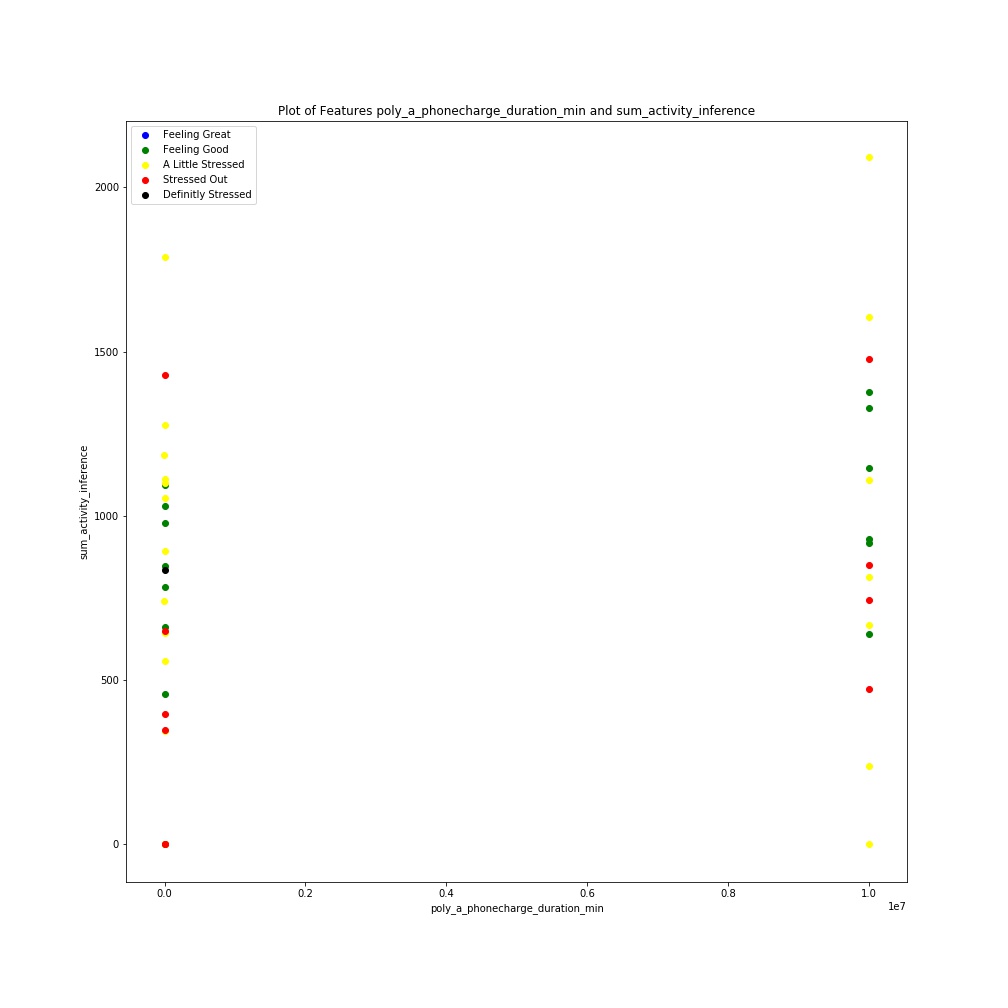 Plot of Features poly_a_phonecharge_duration_min and sum_activity_inference
Feeling Great
Feeling Good
A Little Stressed
Stressed Out
Definitly Stressed
2000
1500
1000
500
0
sum_activity_inference
0.0 0.2 0.4 0.6 0.8 1.0
1e7
poly_a_phonecharge_duration_min